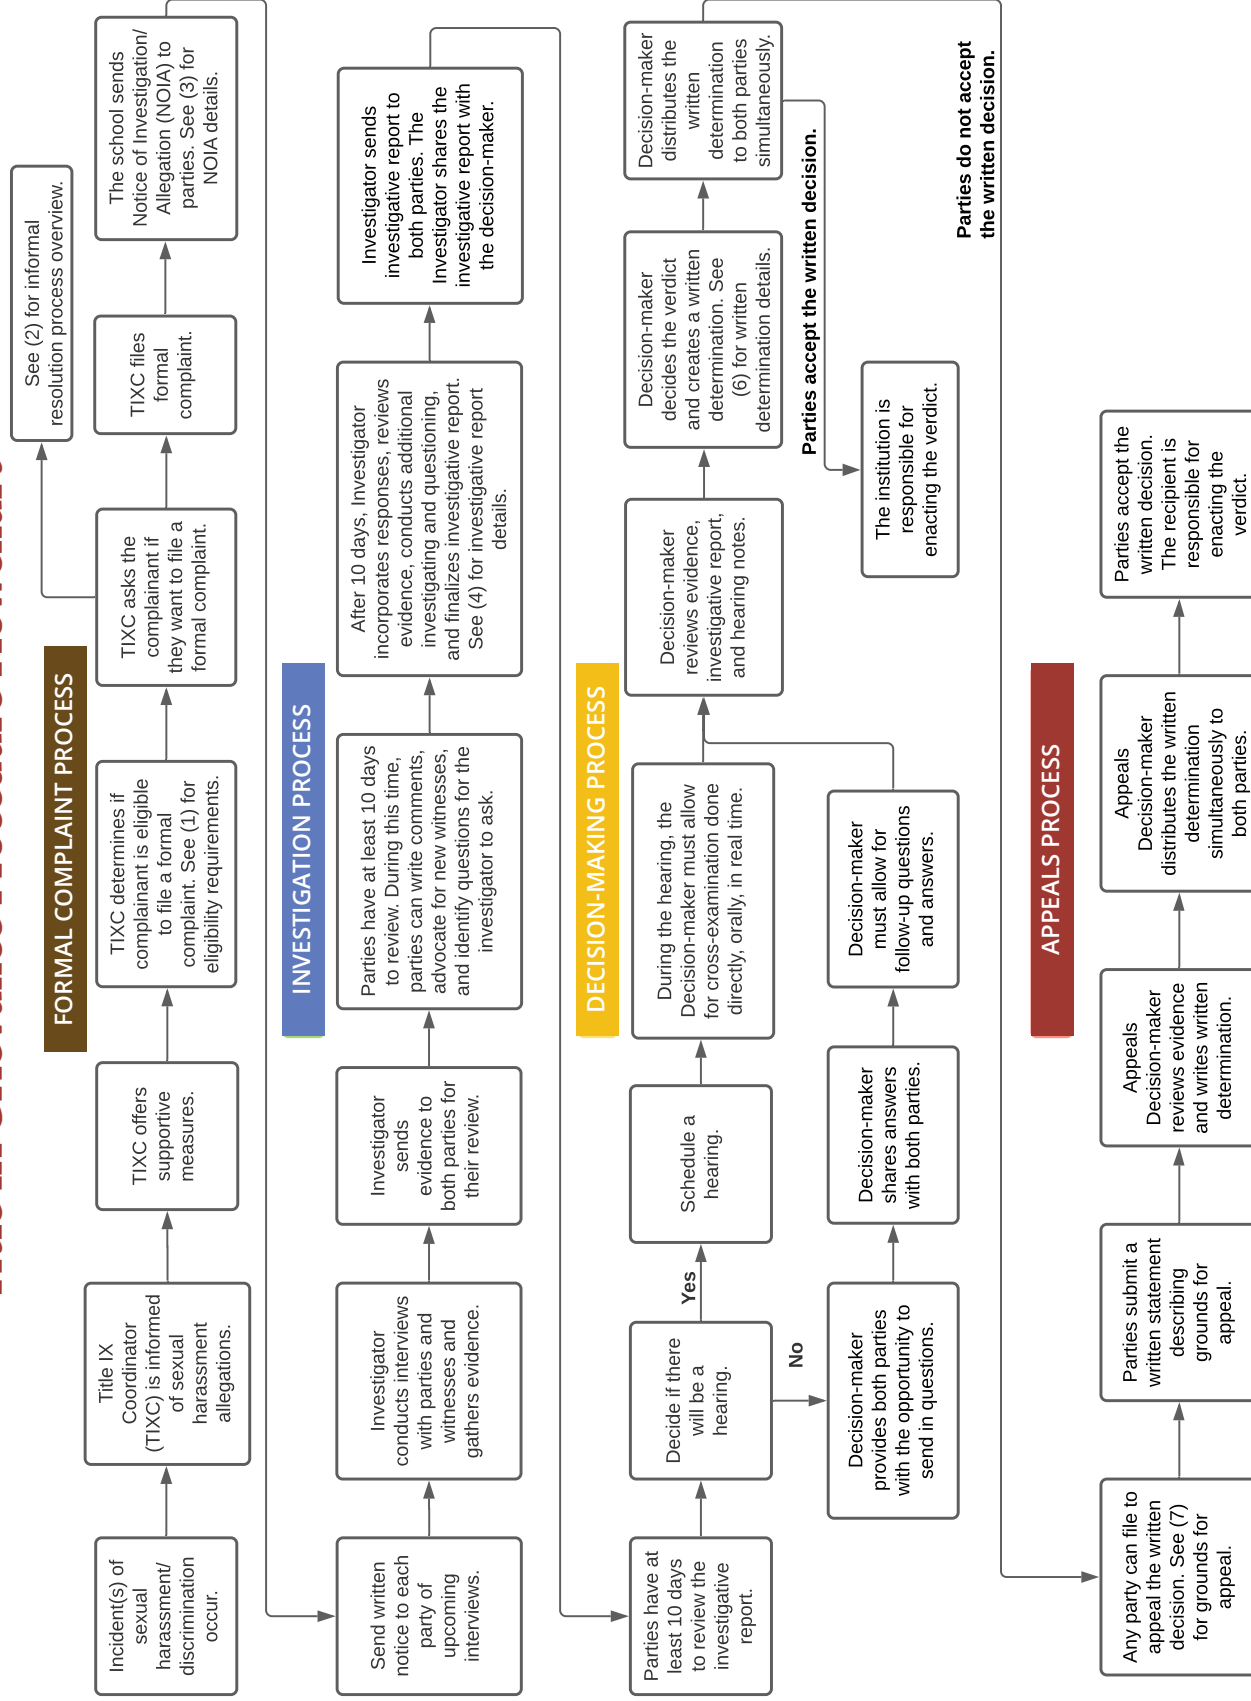 FORMAL COMPLAINT PROCESS
Incident(s) of
sexual
harassment/
discrimination
occur.
Title IX
Coordinator
(TIXC) is informed
of sexual
harassment
allegations.
TIXC offers
supportive
measures.
TIXC determines if
complainant is eligible
to file a formal
complaint. See (1) for
eligibility requirements.
TIXC asks the
complainant if
they want to file a
formal complaint.
See (2) for informal
resolution process overview.
TIXC files
formal
complaint.
The school sends
Notice of Investigation/
Allegation (NOIA) to
parties. See (3) for
NOIA details.
INVESTIGATION PROCESS
Send written
notice to each
party of
upcoming
interviews.
Investigator
conducts interviews
with parties and
witnesses and
gathers evidence.
Investigator
sends
evidence to
both parties for
their review.
Parties have at least 10 days
to review. During this time,
parties can write comments,
advocate for new witnesses,
and identify questions for the
investigator to ask.
After 10 days, Investigator
incorporates responses, reviews
evidence, conducts additional
investigating and questioning,
and finalizes investigative report.
See (4) for investigative report
details.
Investigator sends
investigative report to
both parties. The
Investigator shares the
investigative report with
the decision-maker.
DECISION-MAKING PROCESS
Parties have at
least 10 days
to review the
investigative
report.
Decide if there
will be a
hearing.
Yes
Schedule a
hearing.
During the hearing, the
Decision-maker must allow
for cross-examination done
directly, orally, in real time.
No
Decision-maker
provides both parties
with the opportunity to
send in questions.
Decision-maker
shares answers
with both parties.
Decision-maker
must allow for
follow-up questions
and answers.
Decision-maker
reviews evidence,
investigative report,
and hearing notes.
Decision-maker
decides the verdict
and creates a written
determination. See
(6) for written
determination details.
Decision-maker
distributes the
written
determination
to both parties
simultaneously.
Parties accept the written decision.
The institution is
responsible for
enacting the verdict.
Parties do not accept
the written decision.
APPEALS PROCESS
Any party can file to
appeal the written
decision. See (7)
for grounds for
appeal.
Parties submit a
written statement
describing
grounds for
appeal.
Appeals
Decision-maker
reviews evidence
and writes written
determination.
Appeals
Decision-maker
distributes the written
determination
simultaneously to
both parties.
Parties accept the
written decision.
The recipient is
responsible for
enacting the
verdict.